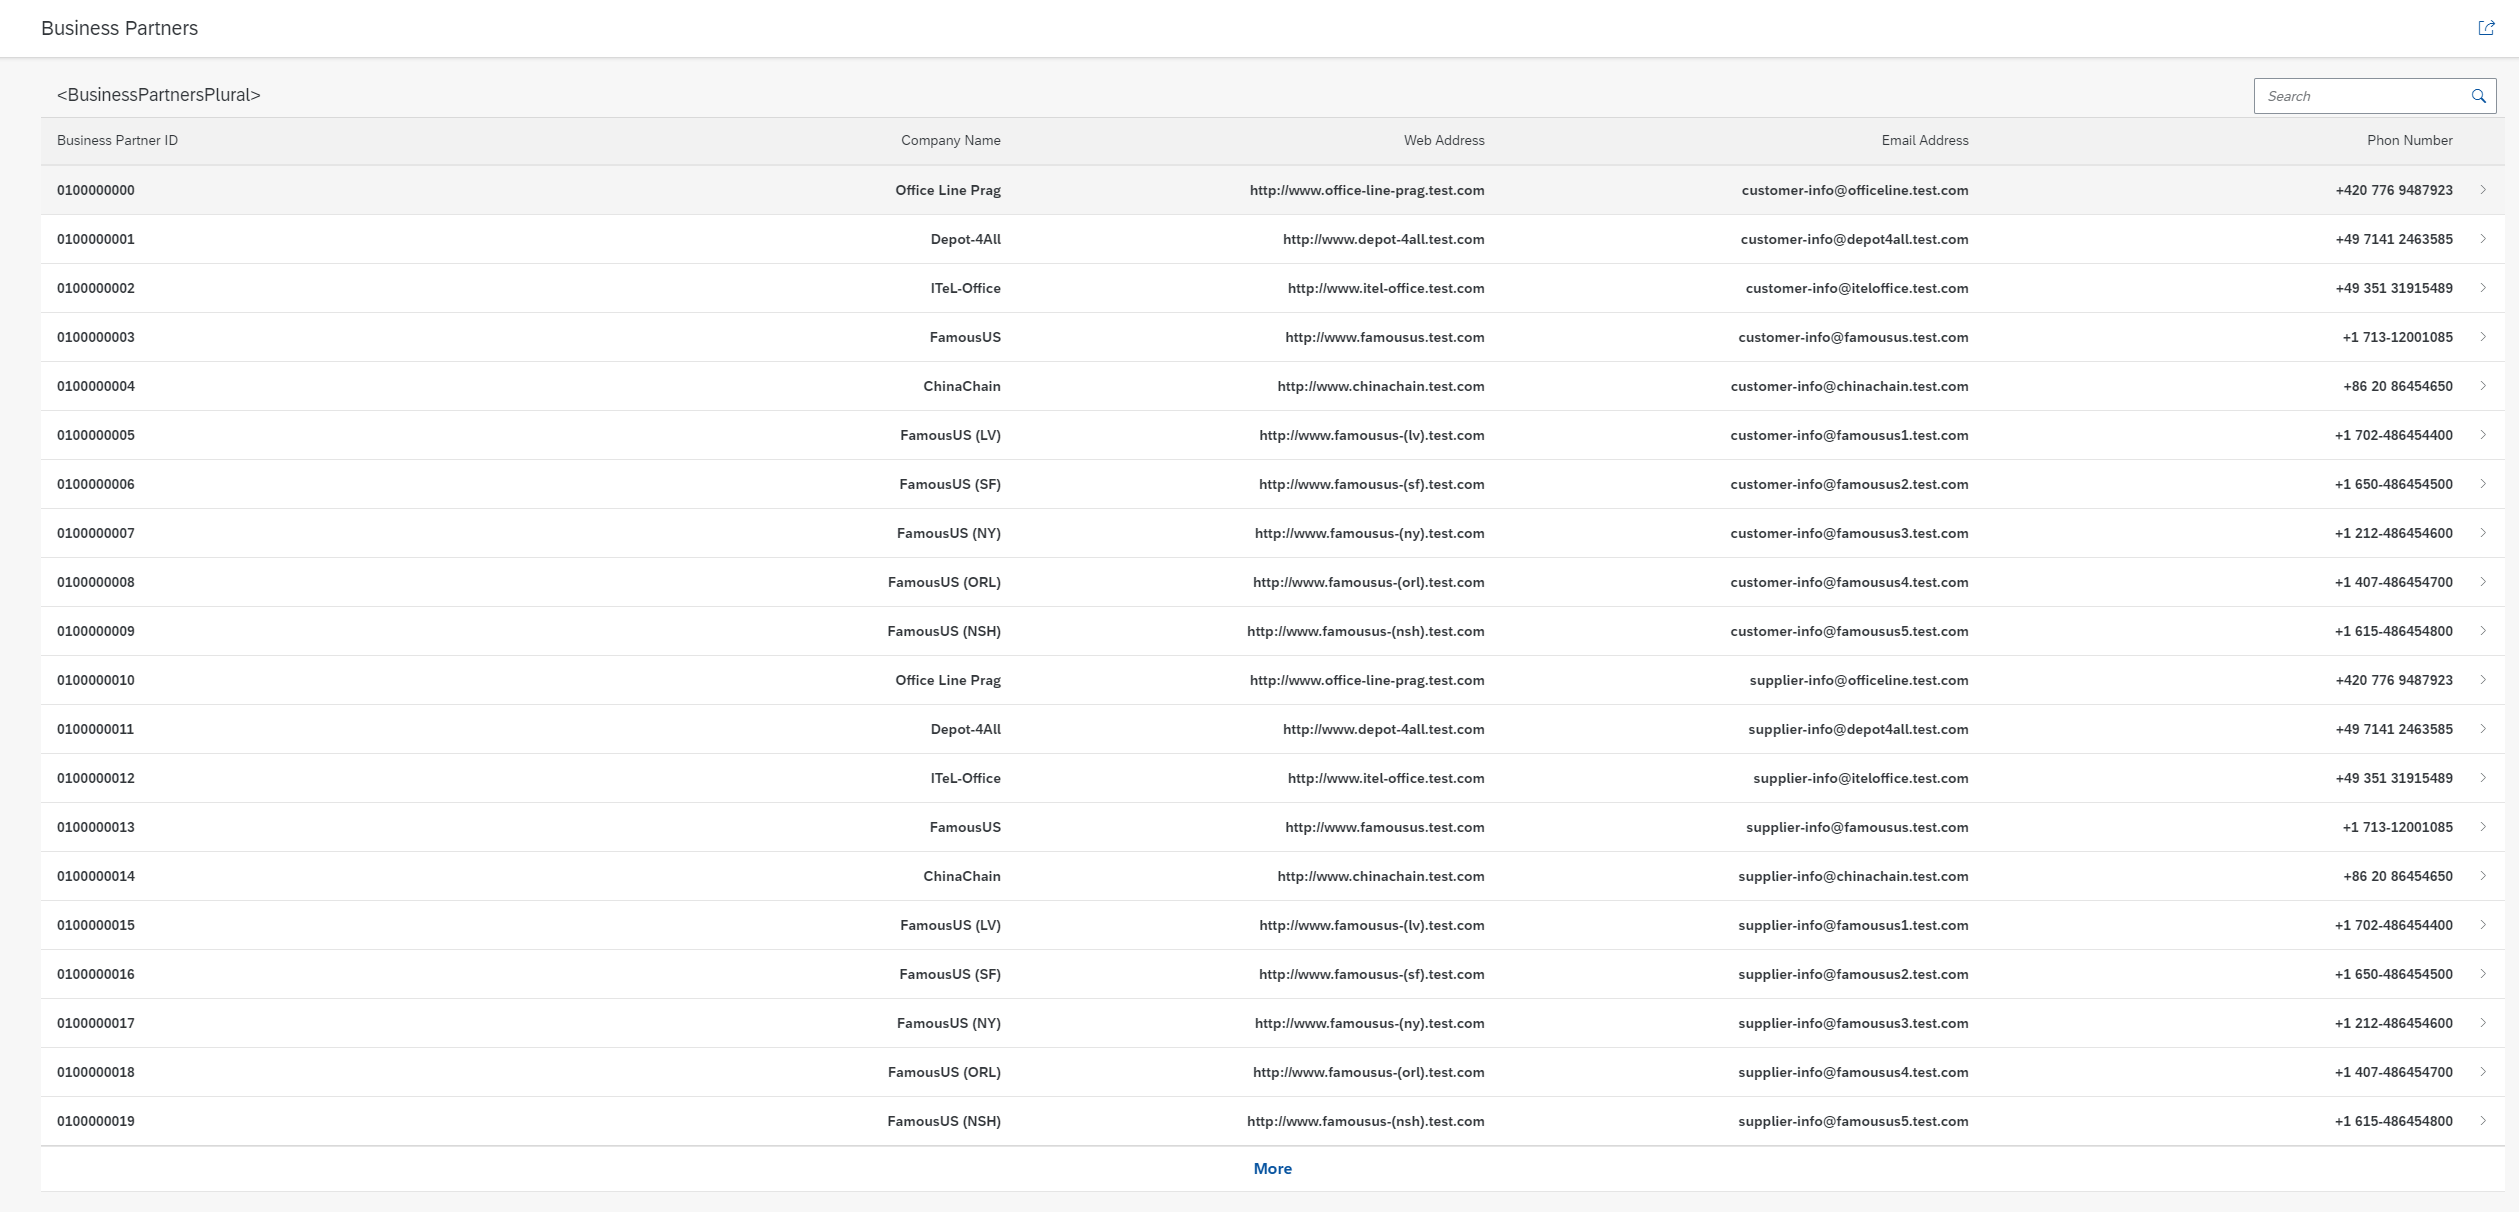 Business Partners
<BusinessPartnersPlural> Search
Business Partner ID Company Name Web Address Email Address Phon Number
0100000000 Office Line Prag http://www.office-line-prag.test.com customer-info@officeline.test.com +420 776 9487923
0100000001 Depot-4All http://www.depot-4all.test.com customer-info@depot4all.test.com +49 7141 2463585
0100000002 ITeL-Office http://www.itel-office.test.com customer-info@iteloffice.test.com +49 351 31915489
0100000003 FamousUS http://www.famousus.test.com customer-info@famousus.test.com +1 713-12001085
0100000004 ChinaChain http://www.chinachain.test.com customer-info@chinachain.test.com +86 20 86454650
0100000005 FamousUS (LV) http://www.famousus-(lv).test.com customer-info@famousus1.test.com +1 702-486454400
0100000006 FamousUS (SF) http://www.famousus-(sf).test.com customer-info@famousus2.test.com +1 650-486454500
0100000007 FamousUS (NY) http://www.famousus-(ny).test.com customer-info@famousus3.test.com +1 212-486454600
0100000008 FamousUS (ORL) http://www.famousus-(orl).test.com customer-info@famousus4.test.com +1 407-486454700
0100000009 FamousUS (NSH) http://www.famousus-(nsh).test.com customer-info@famousus5.test.com +1 615-486454800
0100000010 Office Line Prag http://www.office-line-prag.test.com supplier-info@officeline.test.com +420 776 9487923
0100000011 Depot-4All http://www.depot-4all.test.com supplier-info@depot4all.test.com +49 7141 2463585
0100000012 ITeL-Office http://www.itel-office.test.com supplier-info@iteloffice.test.com +49 351 31915489
0100000013 FamousUS http://www.famousus.test.com supplier-info@famousus.test.com +1 713-12001085
0100000014 ChinaChain http://www.chinachain.test.com supplier-info@chinachain.test.com +86 20 86454650
0100000015 FamousUS (LV) http://www.famousus-(lv).test.com supplier-info@famousus1.test.com +1 702-486454400
0100000016 FamousUS (SF) http://www.famousus-(sf).test.com supplier-info@famousus2.test.com +1 650-486454500
0100000017 FamousUS (NY) http://www.famousus-(ny).test.com supplier-info@famousus3.test.com +1 212-486454600
0100000018 FamousUS (ORL) http://www.famousus-(orl).test.com supplier-info@famousus4.test.com +1 407-486454700
0100000019 FamousUS (NSH) http://www.famousus-(nsh).test.com supplier-info@famousus5.test.com +1 615-486454800
More